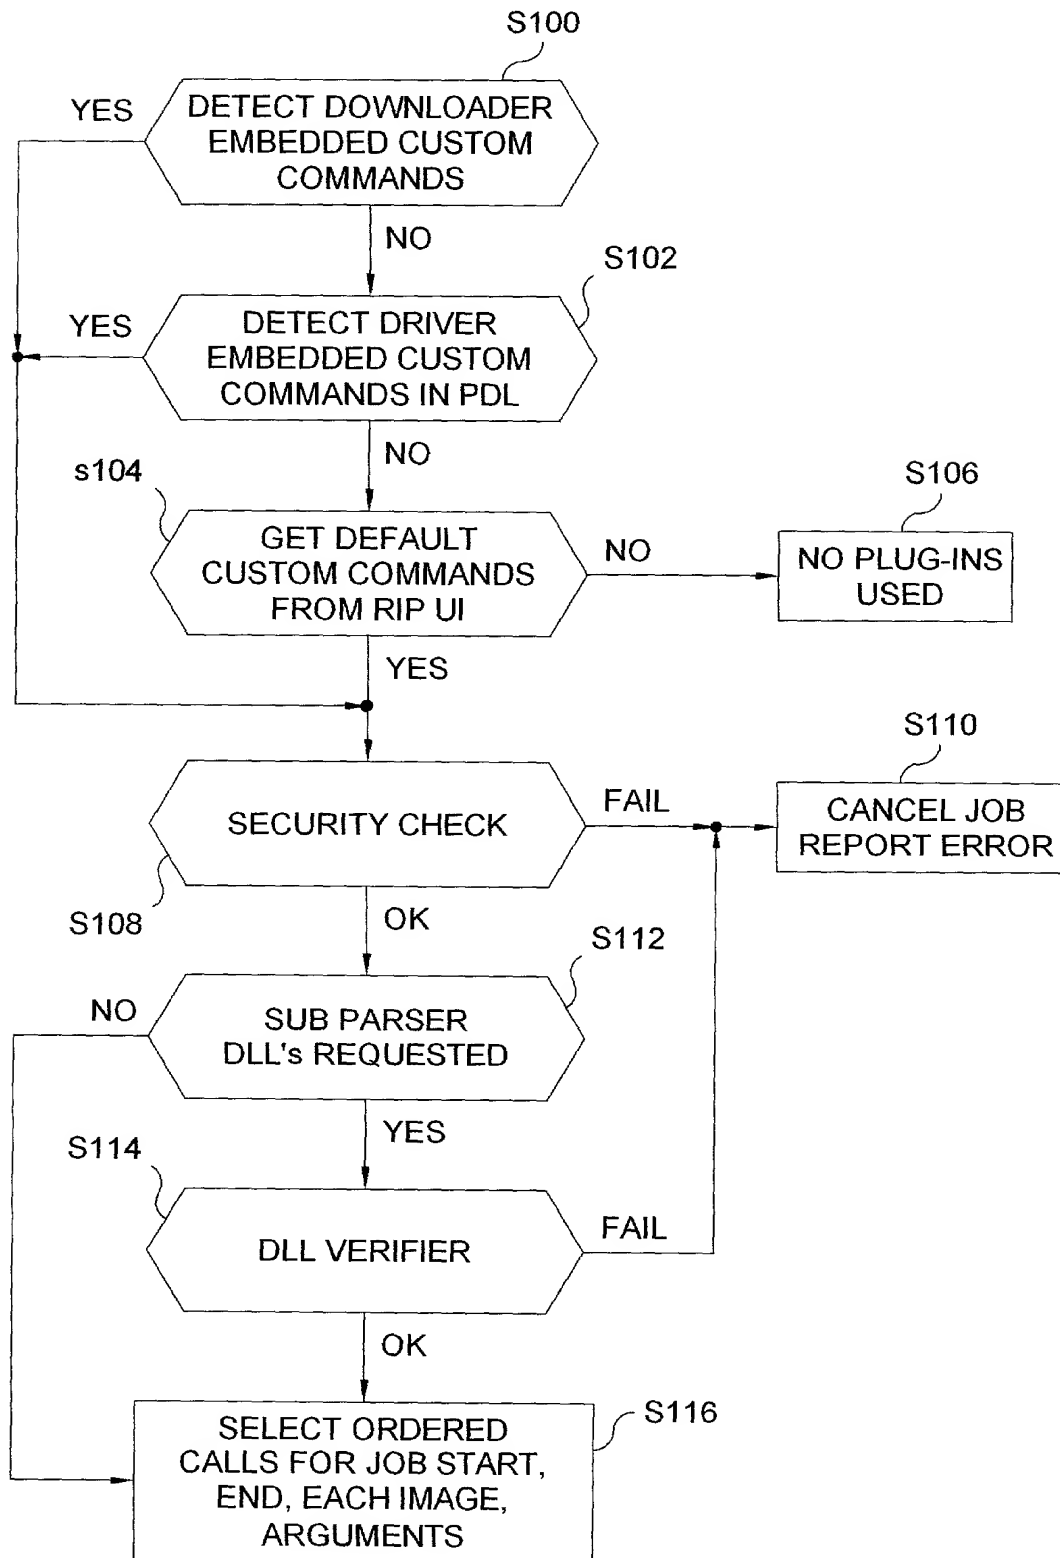 S100
YES
DETECT DOWNLOADER
EMBEDDED CUSTOM
COMMANDS
NO
S102
YES
DETECT DRIVER
EMBEDDED CUSTOM
COMMANDS IN PDL
NO
s104
S106
GET DEFAULT
CUSTOM COMMANDS
FROM RIP UI
NO
NO PLUG-INS
USED
YES
S110
SECURITY CHECK
FAIL
CANCEL JOB
REPORT ERROR
S108
OK
S112
NO
SUB PARSER
DLL's REQUESTED
YES
S114
DLL VERIFIER
FAIL
OK
S116
SELECT ORDERED
CALLS FOR JOB START,
END, EACH IMAGE,
ARGUMENTS